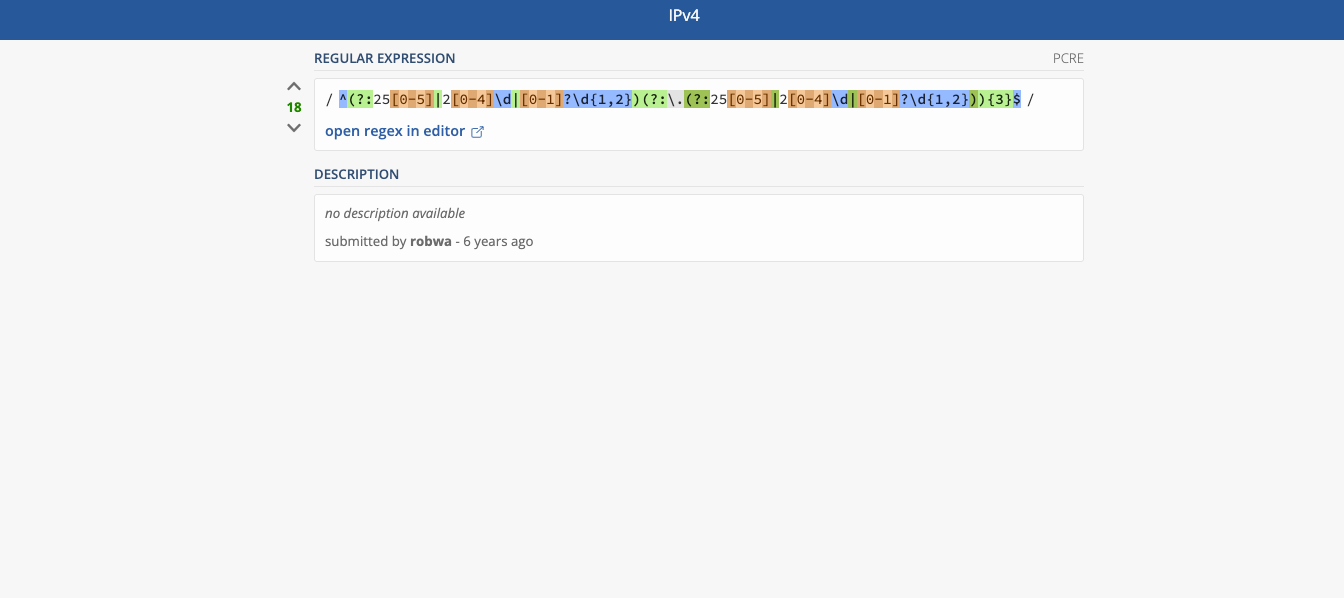 IPv4
REGULAR EXPRESSION PCRE
18
/ ^(?:25[0-5]|2[0-4]\d|[0-1]?\d{1,2})(?:\.(?:25[0-5]|2[0-4]\d|[0-1]?\d{1,2})){3}$ /
open regex in editor
DESCRIPTION
no description available
submitted by robwa - 6 years ago